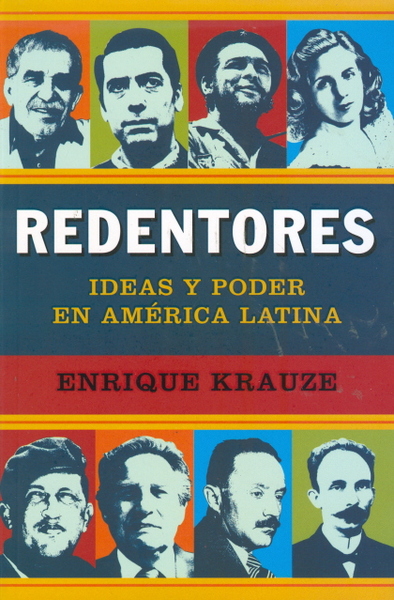 REDENTORES
IDEAS Y PODER
EN AMÉRICA LATINA
ENRIQUE KRAUZE